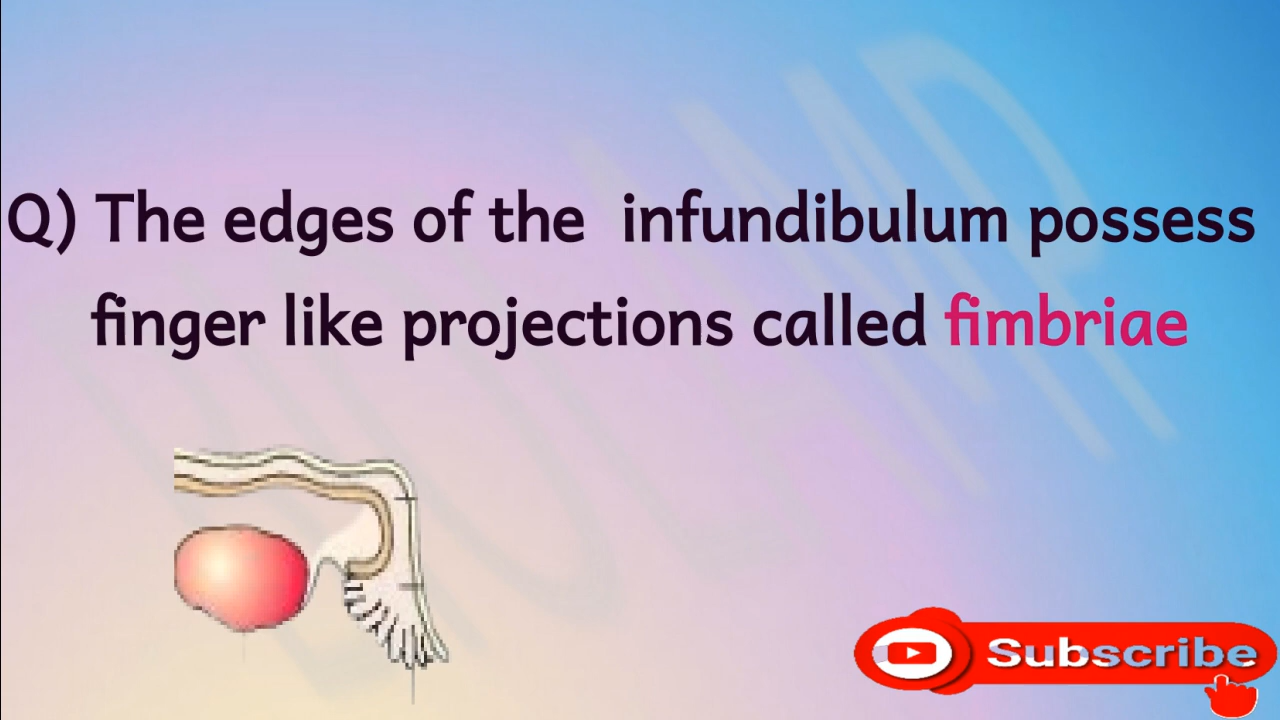 Q) The edges of the infundibulum possess
finger like projections called fimbriae
Subscribe